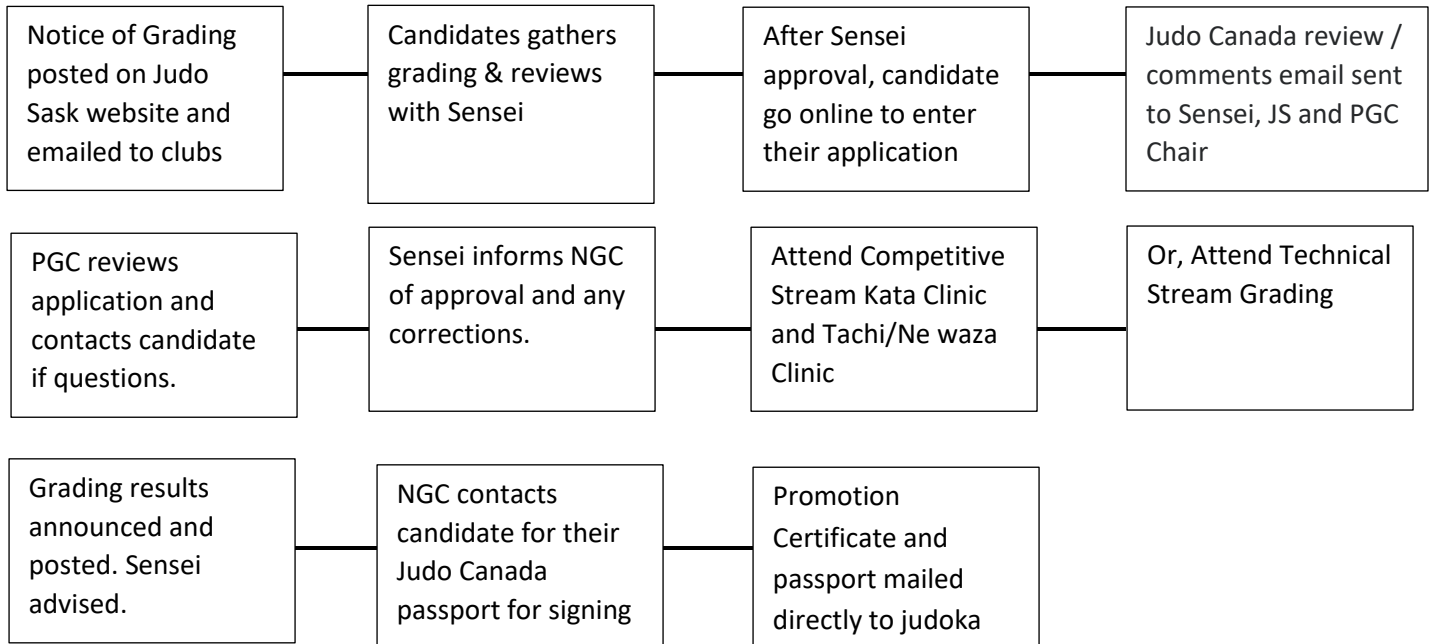 Notice of Grading
posted on Judo
Sask website and
emailed to clubs
Candidates gathers
grading & reviews
with Sensei
After Sensei
approval, candidate
go online to enter
their application
Judo Canada review /
comments email sent
to Sensei, JS and PGC
Chair
PGC reviews
application and
contacts candidate
if questions.
Sensei informs NGC
of approval and any
corrections.
Attend Competitive
Stream Kata Clinic
and Tachi/Ne waza
Clinic
Or, Attend Technical
Stream Grading
Grading results
announced and
posted. Sensei
advised.
NGC contacts
candidate for their
Judo Canada
passport for signing
Promotion
Certificate and
passport mailed
directly to judoka